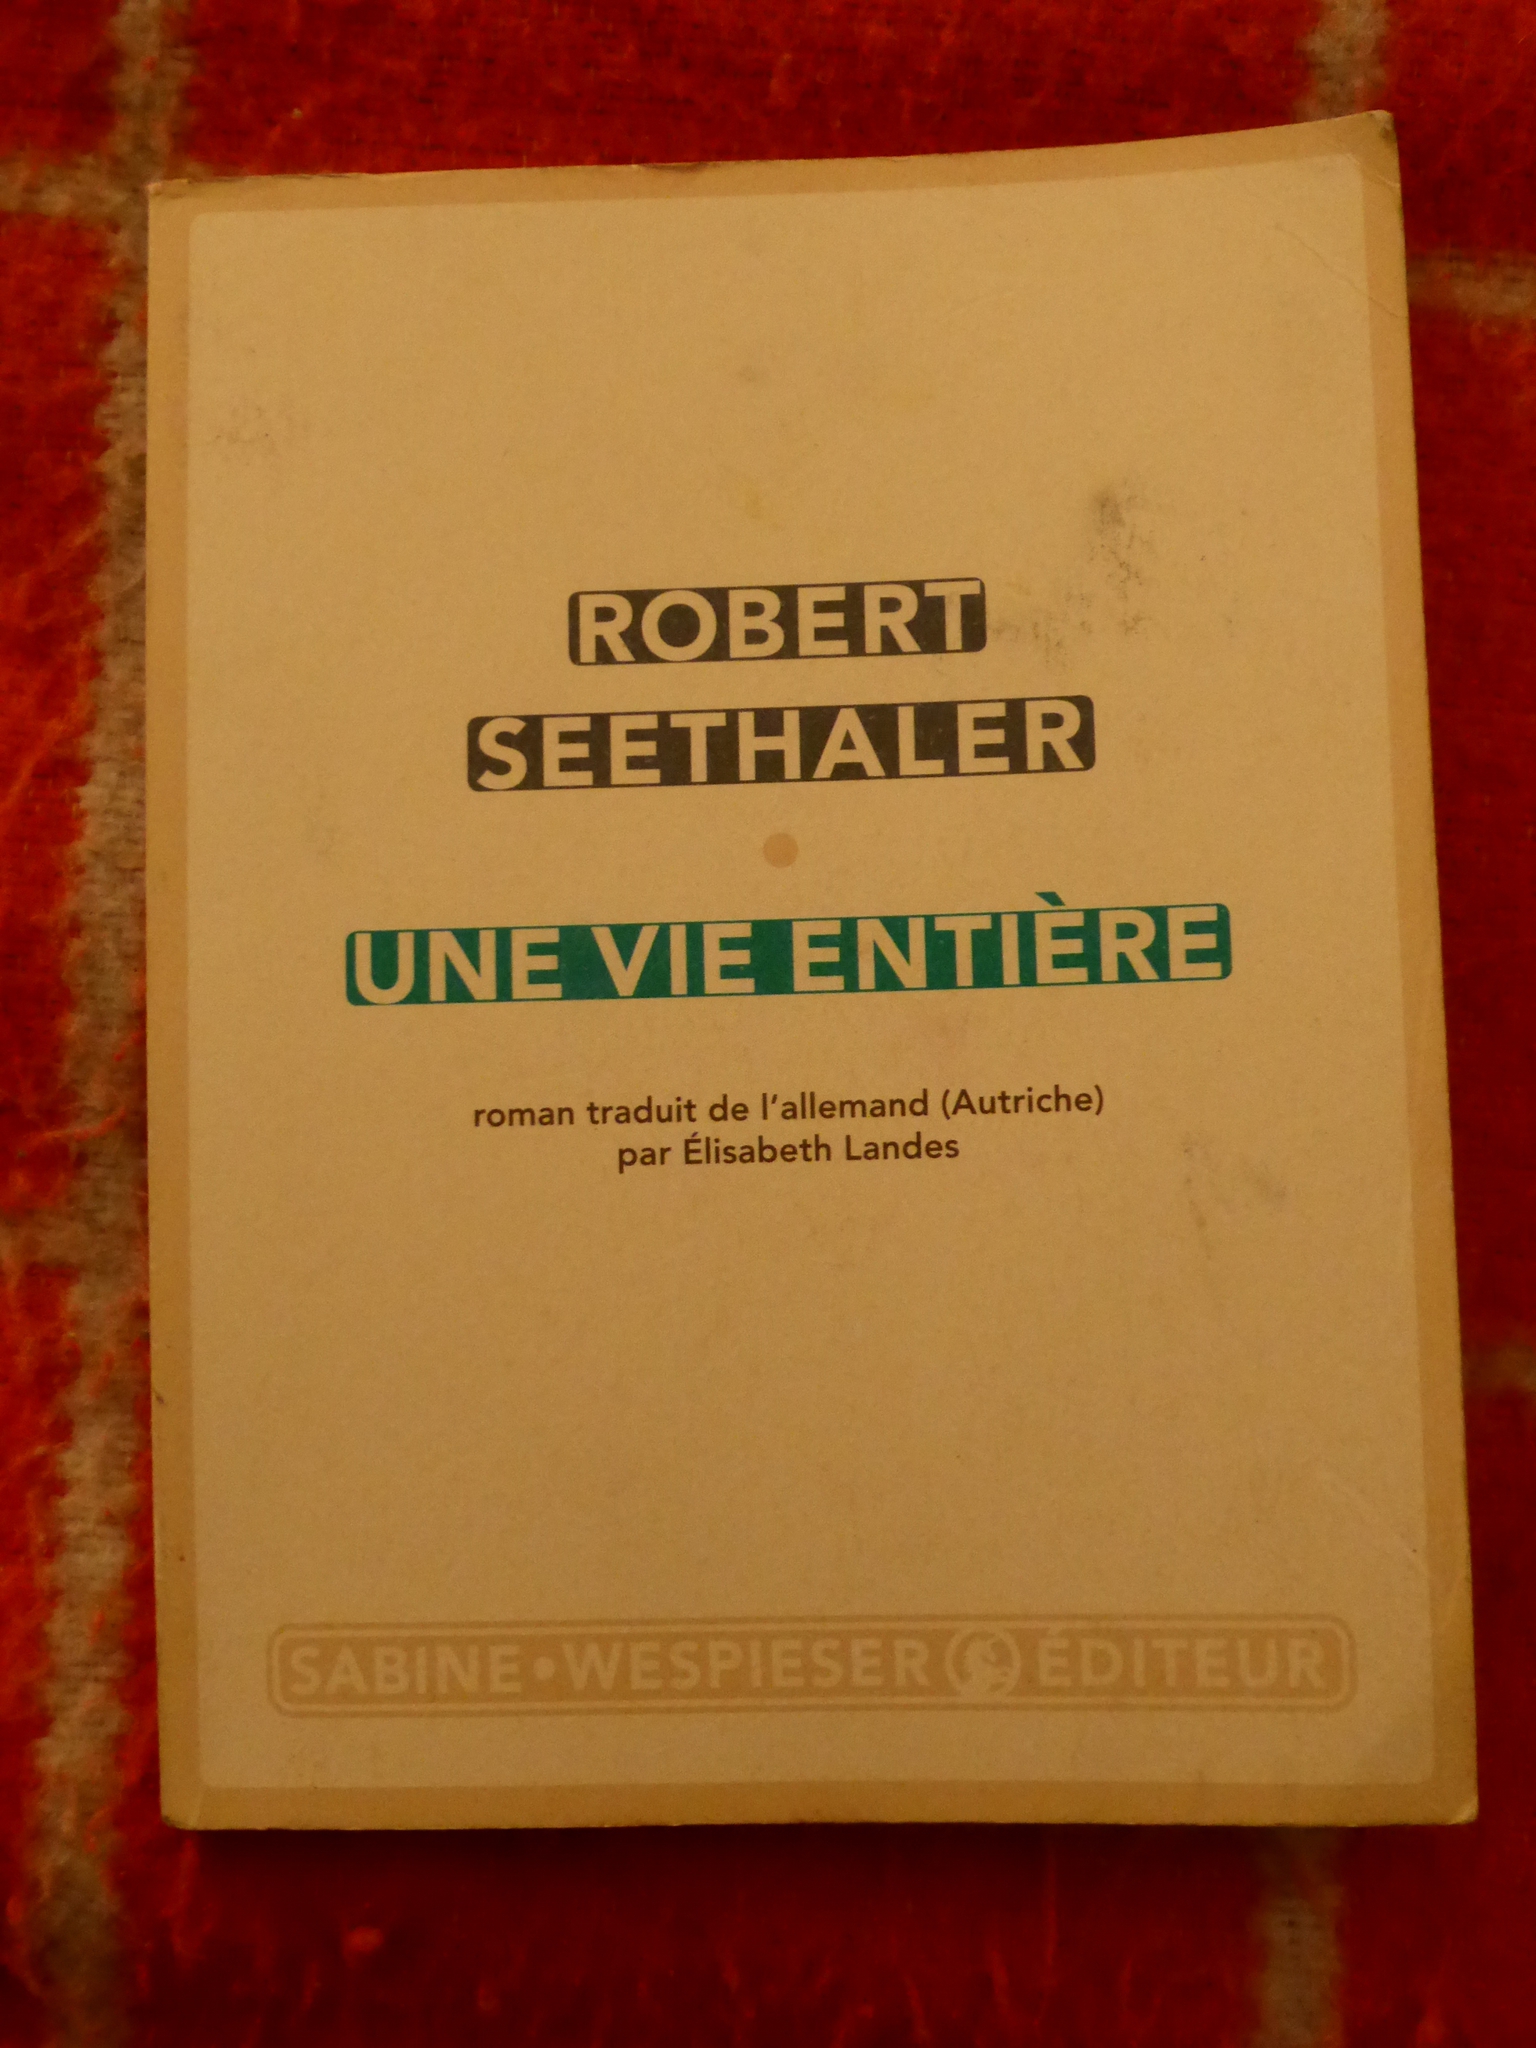 ROBERT
SEETHALER
UNE VIE ENTIÈRE
roman traduit de l'allemand (Autriche)
par Élisabeth Landes
SABINE • WESPIESER ÉDITEUR